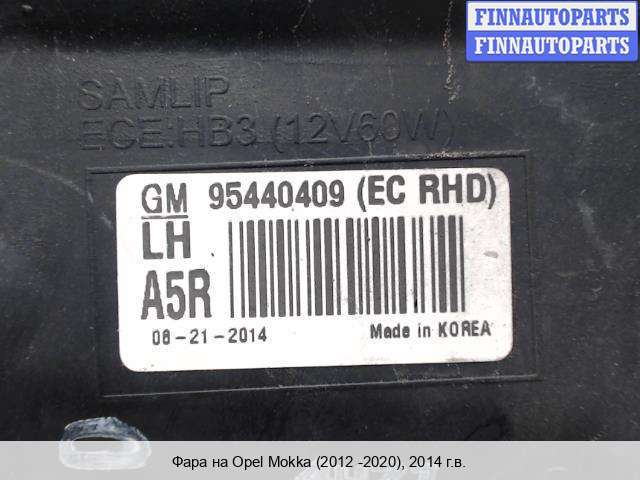 FINNAUTOPARTS
FINNAUTOPARTS
SAMLIP
ECE:HB3 (12V60W)
GM 95440409 (EC RHD)
LH
A5R
08-21-2014 Made in KOREA
Фара на Opel Mokka (2012 -2020), 2014 г.в.